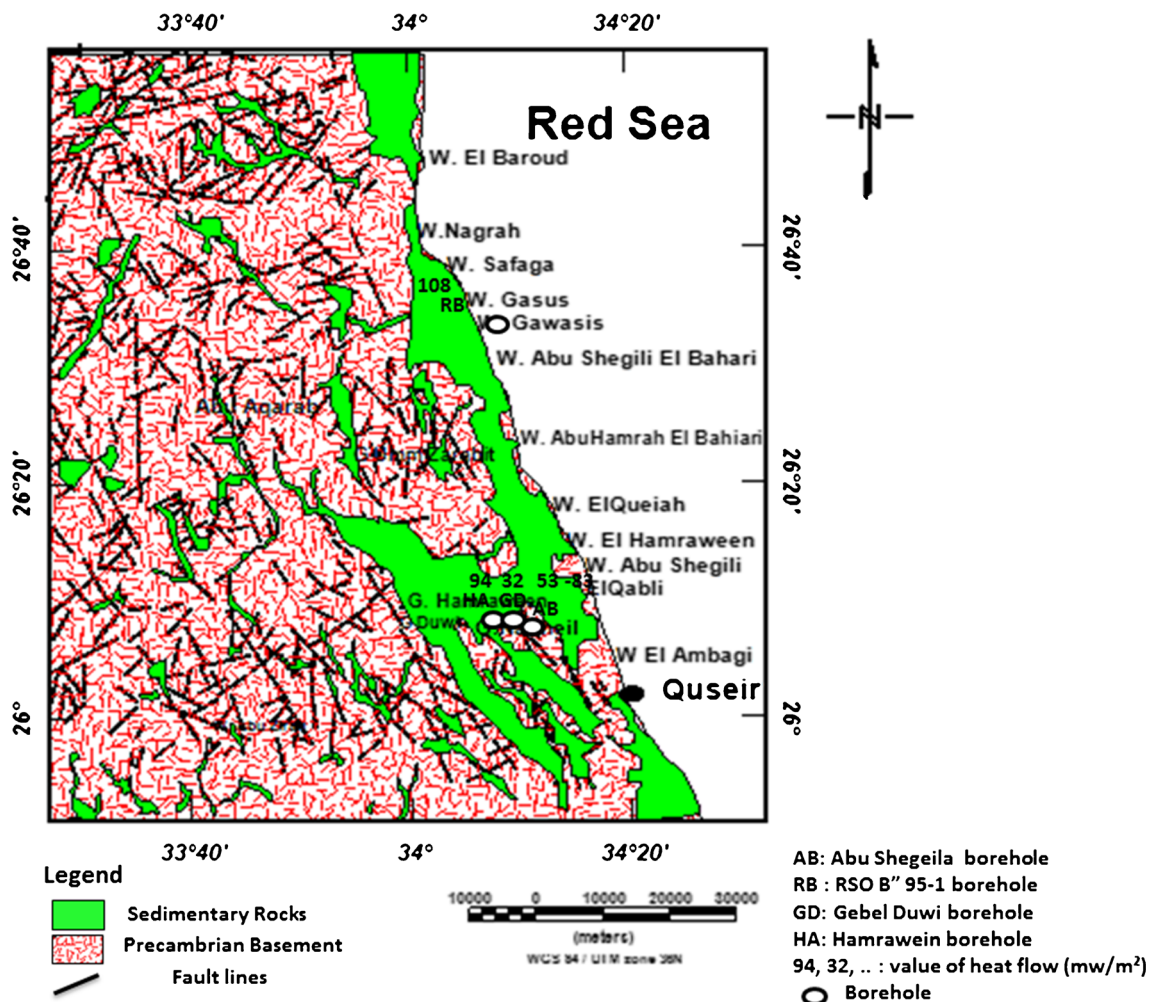 33°40'
34°
34°20'
Red Sea
W. El Baroud
W.Nagrah
26°40'
26°40'
W. Safaga
108
RB
W. Gasus
Gawasis
W. Abu Shegili El Bahari
Abu Aqarab
W. AbuHamrah El Bahiari
26°20'
26°20'
W. ElQueiah
W. El Hamraween
W. Abu Shegili
ElQabli
94 32 53 -83
G.
HA GD
AB
G Duwi
W El Ambagi
Quseir
26°
26°
33°40'
34°
34°20'
Legend
Sedimentary Rocks
Precambrian Basement
Fault lines
10000 0 10000 20000 30000
(meters)
WGS 84 / UTM zone 36N
AB: Abu Shegeila borehole
RB : RSO B” 95-1 borehole
GD: Gebel Duwi borehole
HA: Hamrawein borehole
94, 32, .. : value of heat flow (mw/m²)
Borehole
N